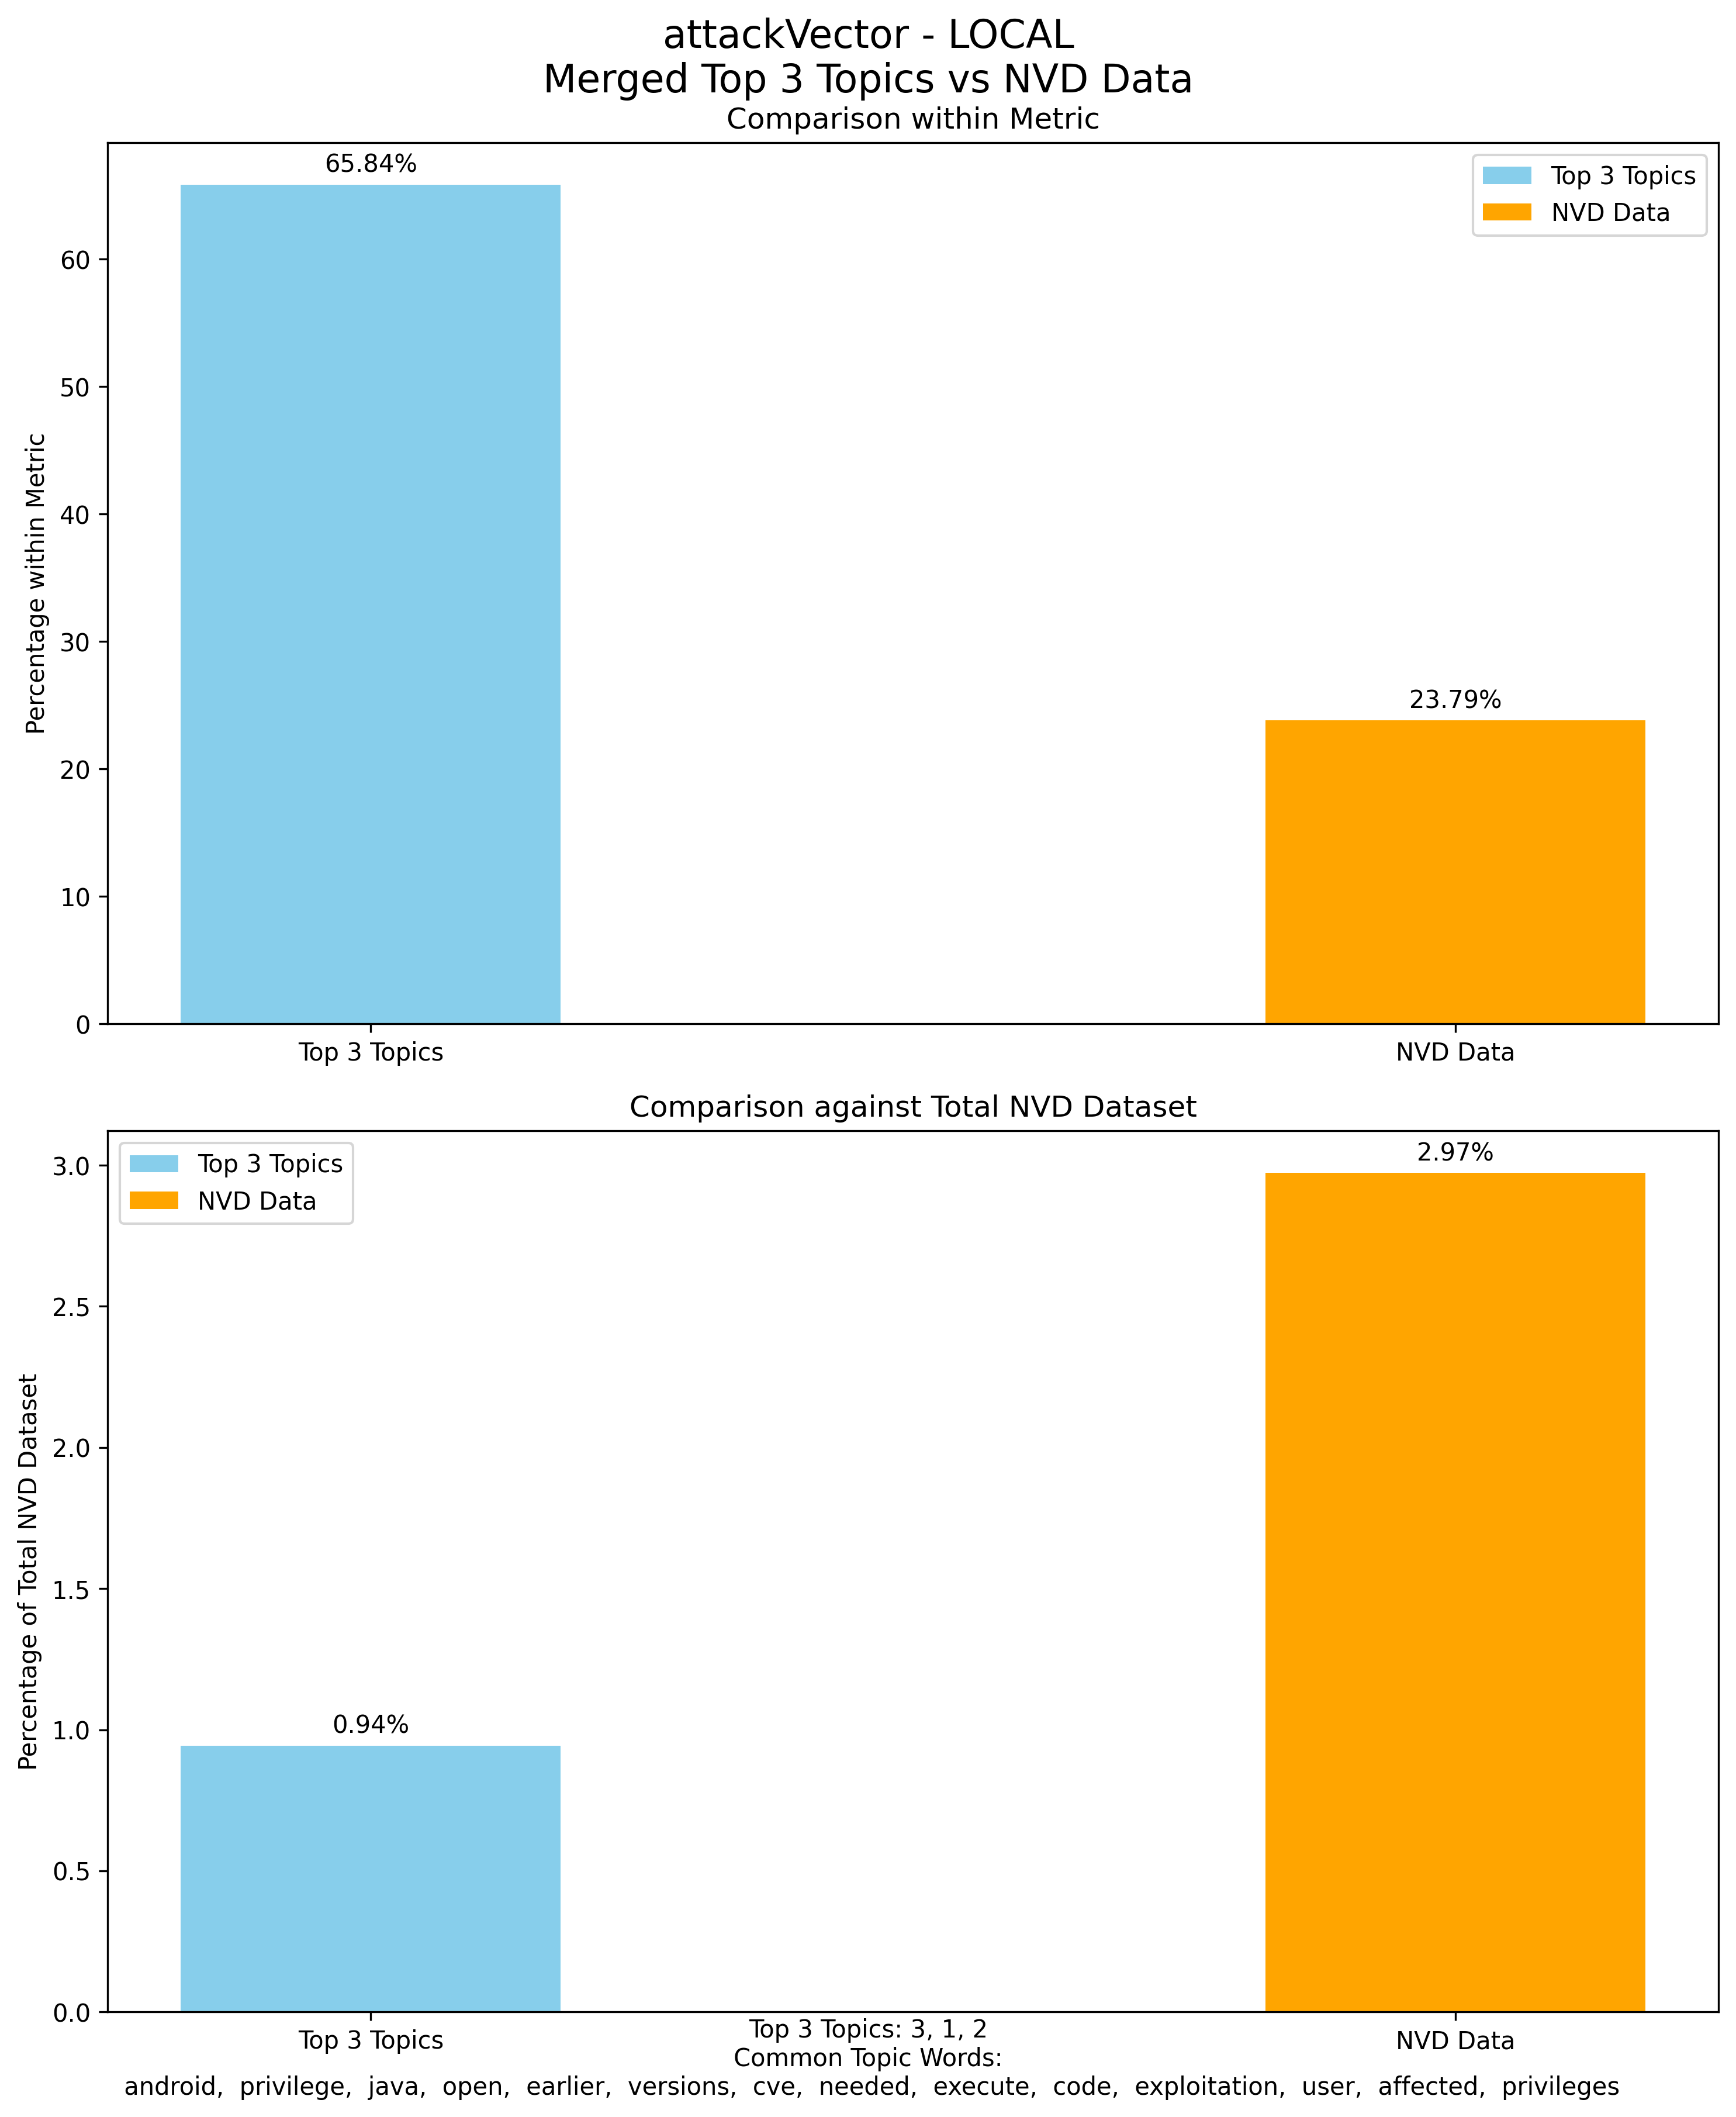 attackVector - LOCAL
Merged Top 3 Topics vs NVD Data
Comparison within Metric
65.84%
Top 3 Topics
NVD Data
60
50
40
30
20
10
0
Percentage within Metric
23.79%
Top 3 Topics
NVD Data
Comparison against Total NVD Dataset
Top 3 Topics
NVD Data
2.97%
3.0
2.5
2.0
1.5
1.0
0.5
0.0
Percentage of Total NVD Dataset
0.94%
Top 3 Topics
NVD Data
Top 3 Topics: 3, 1, 2
Common Topic Words:
android, privilege, java, open, earlier, versions, cve, needed, execute, code, exploitation, user, affected, privileges